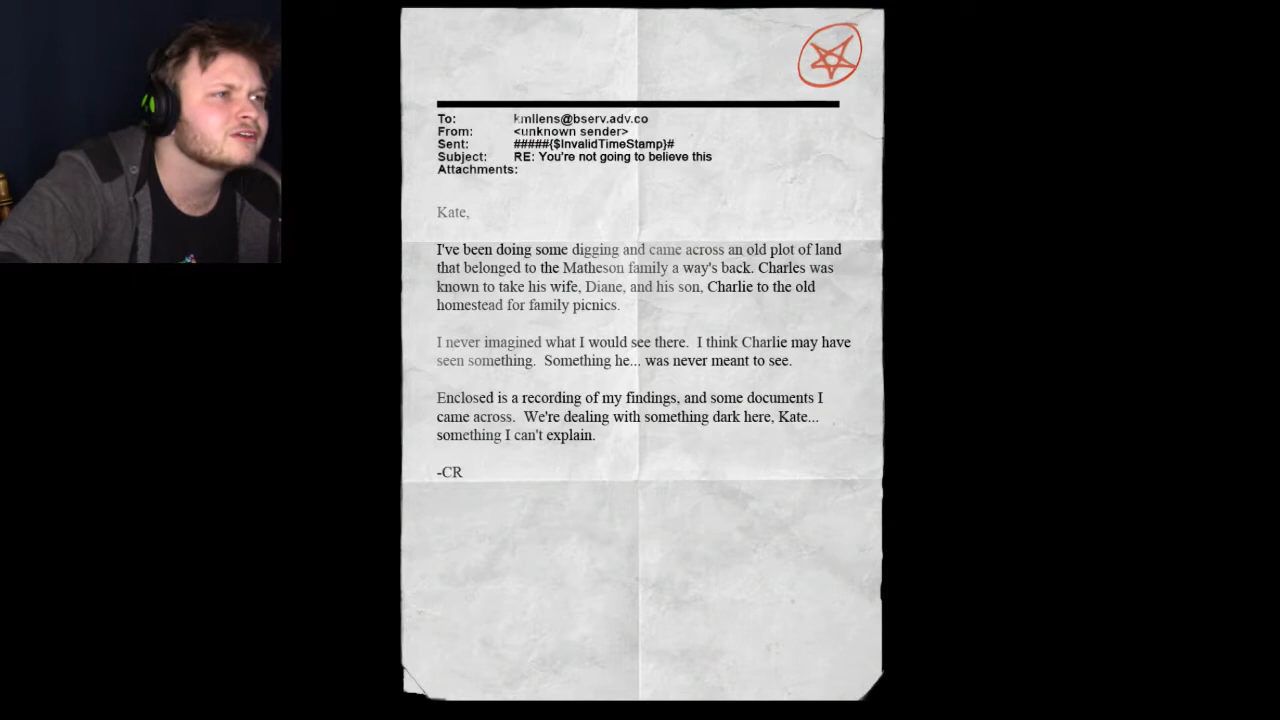 To: kmllens@bserv.adv.co
From: <unknown sender>
Sent: #####{$InvalidTimeStamp}#
Subject: RE: You're not going to believe this
Attachments:
Kate,
I've been doing some digging and came across an old plot of land
that belonged to the Matheson family a way's back. Charles was
known to take his wife, Diane, and his son, Charlie to the old
homestead for family picnics.
I never imagined what I would see there. I think Charlie may have
seen something. Something he... was never meant to see.
Enclosed is a recording of my findings, and some documents I
came across. We're dealing with something dark here, Kate...
something I can't explain.
-CR